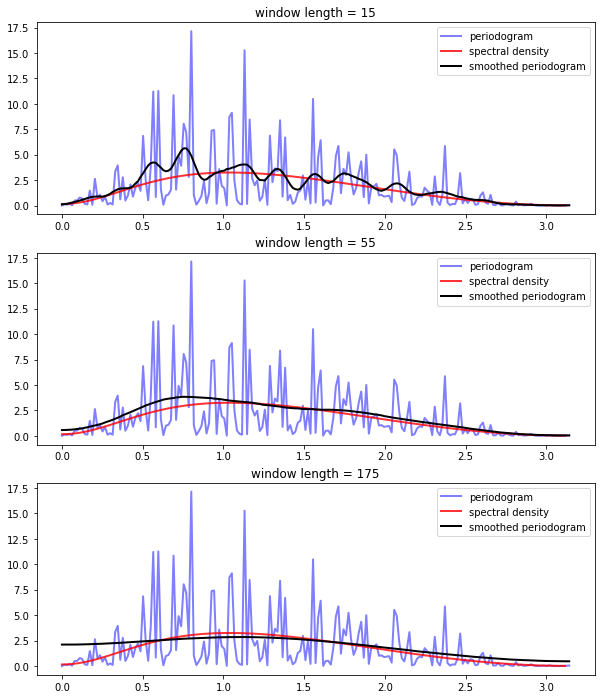 window length = 15
17.5
15.0
12.5
10.0
7.5
5.0
2.5
0.0
periodogram
spectral density
smoothed periodogram
0.0 0.5 1.0 1.5 2.0 2.5 3.0
window length = 55
17.5
15.0
12.5
10.0
7.5
5.0
2.5
0.0
periodogram
spectral density
smoothed periodogram
0.0 0.5 1.0 1.5 2.0 2.5 3.0
window length = 175
17.5
15.0
12.5
10.0
7.5
5.0
2.5
0.0
periodogram
spectral density
smoothed periodogram
0.0 0.5 1.0 1.5 2.0 2.5 3.0